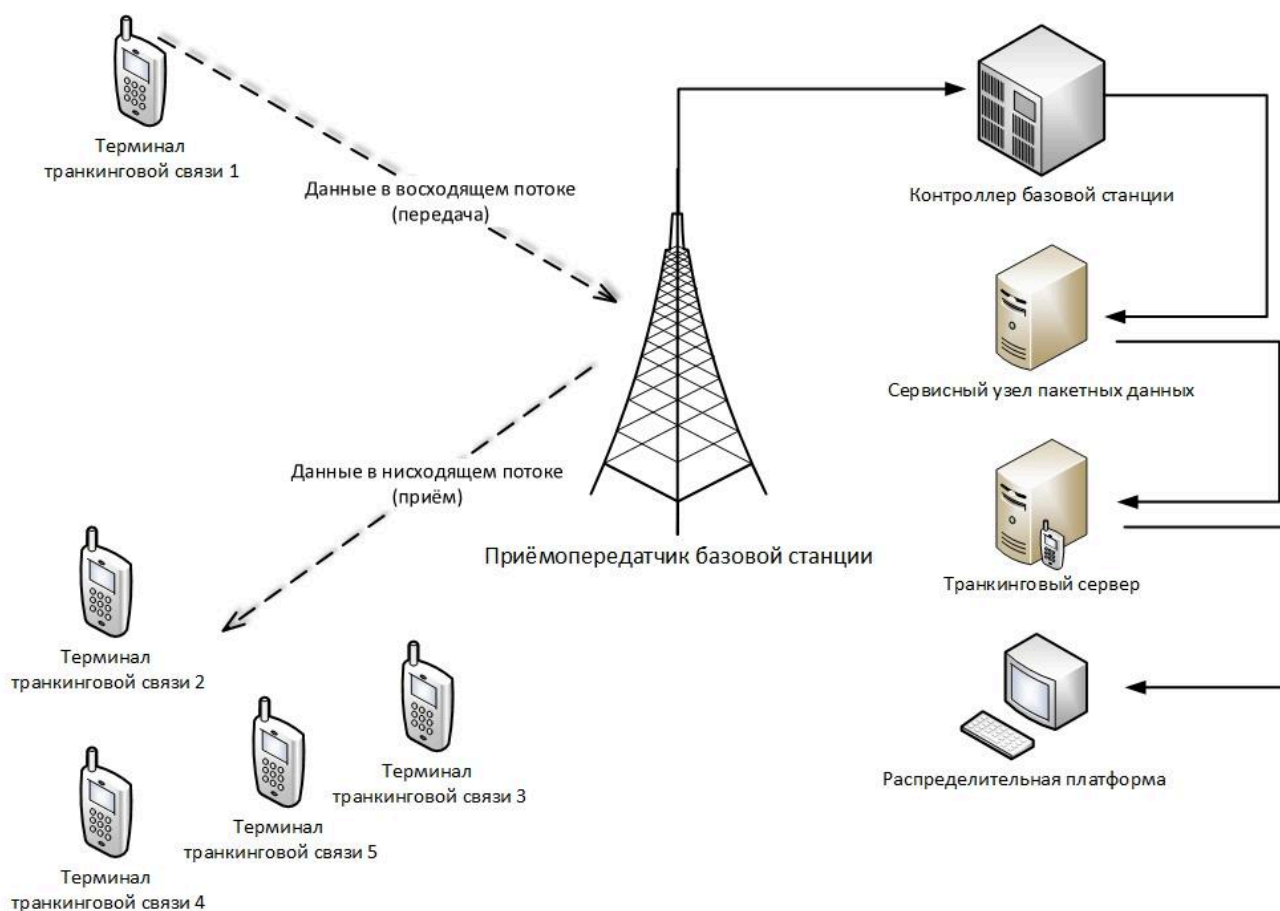 Терминал
транкинговой связи 1
Данные в восходящем потоке
(передача)
Контроллер базовой станции
Сервисный узел пакетных данных
Данные в нисходящем потоке
(приём)
Приёмопередатчик базовой станции
Транкинговый сервер
Терминал
транкинговой связи 2
Терминал
транкинговой связи 3
Распределительная платформа
Терминал
транкинговой связи 5
Терминал
транкинговой связи 4